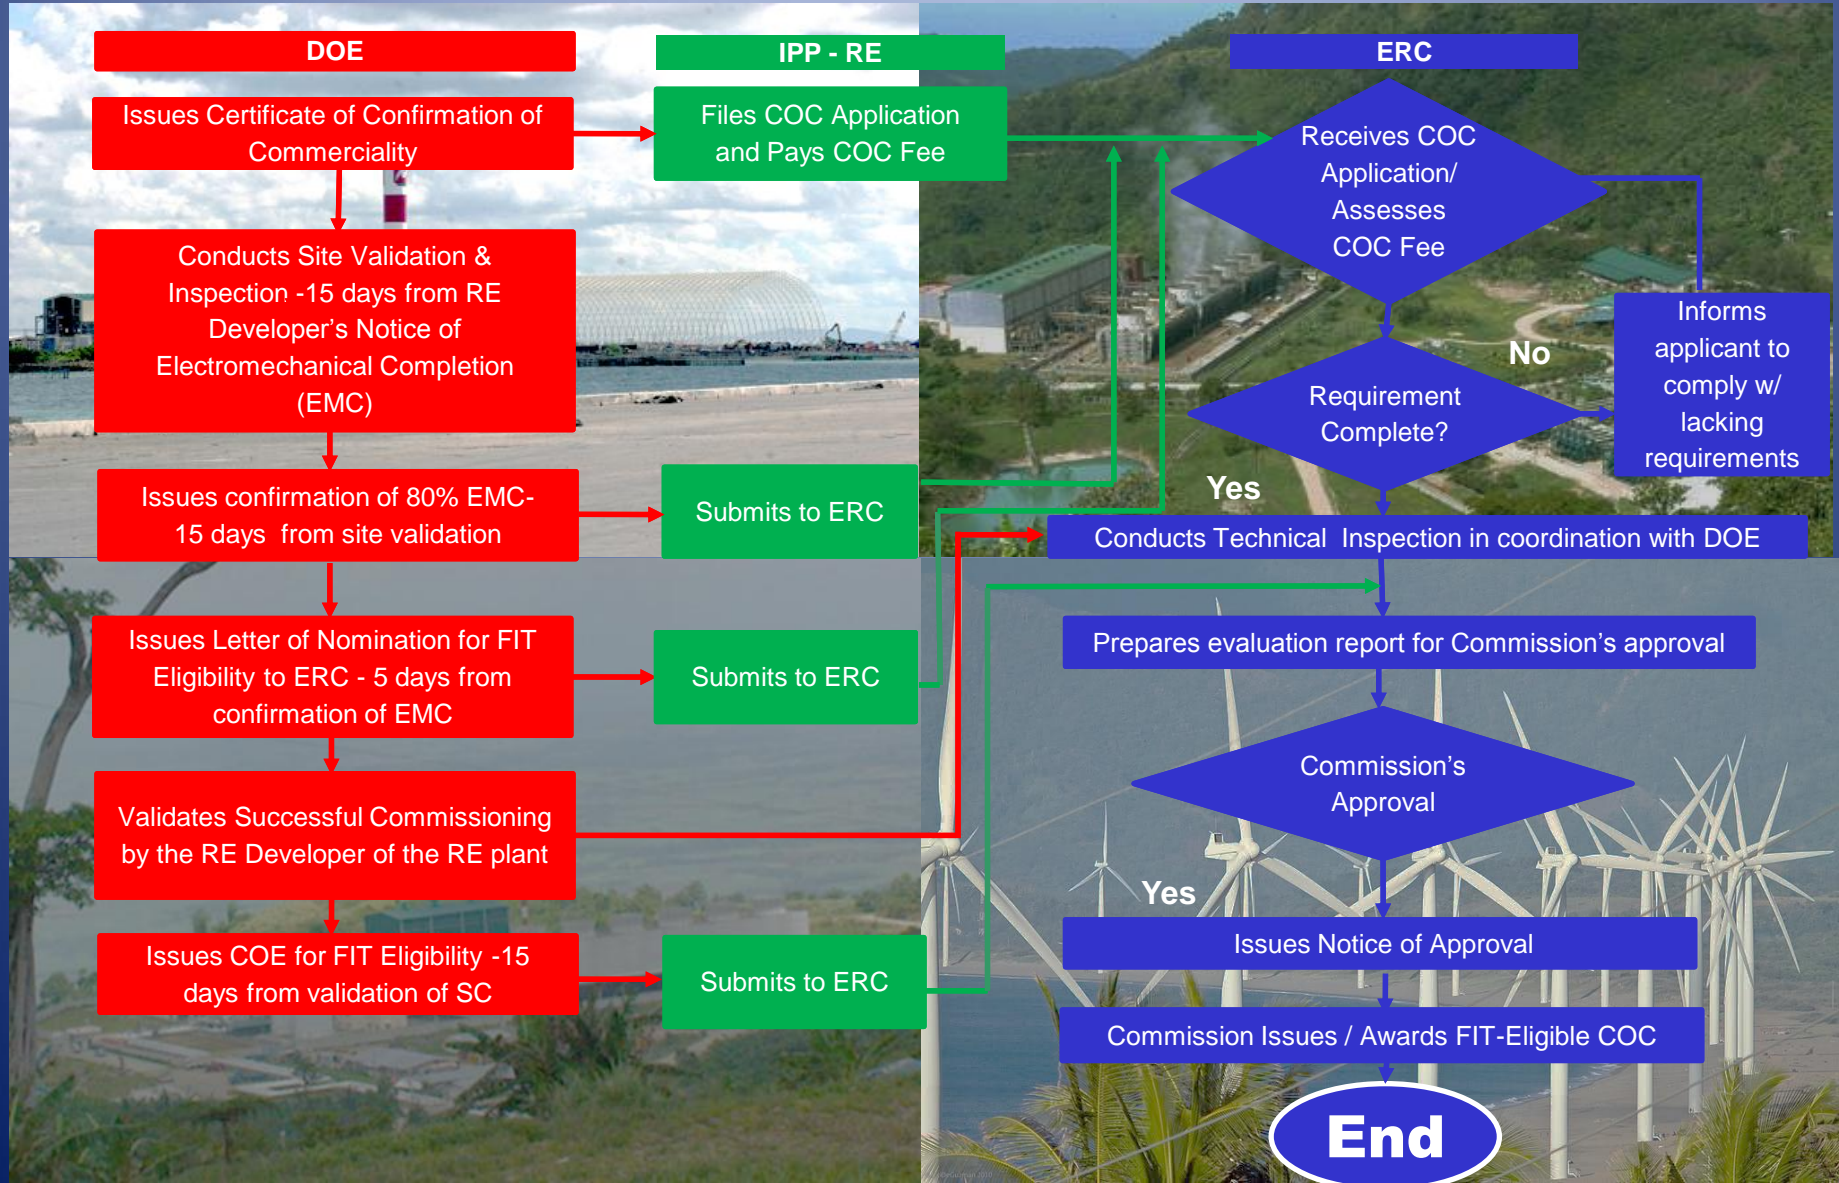 DOE
Issues Certificate of Confirmation of
Commerciality
Conducts Site Validation &
Inspection -15 days from RE
Developer’s Notice of
Electromechanical Completion
(EMC)
Issues confirmation of 80% EMC-
15 days from site validation
Issues Letter of Nomination for FIT
Eligibility to ERC - 5 days from
confirmation of EMC
Validates Successful Commissioning
by the RE Developer of the RE plant
Issues COE for FIT Eligibility -15
days from validation of SC
IPP - RE
Files COC Application
and Pays COC Fee
Submits to ERC
Submits to ERC
Submits to ERC
ERC
Receives COC
Application/
Assesses
COC Fee
Requirement
Complete?
No
Informs
applicant to
comply w/
lacking
requirements
Yes
Conducts Technical Inspection in coordination with DOE
Prepares evaluation report for Commission’s approval
Commission’s
Approval
Yes
Issues Notice of Approval
Commission Issues / Awards FIT-Eligible COC
End